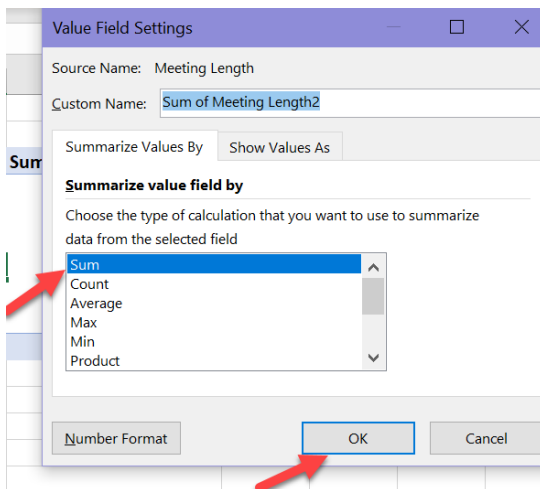 Value Field Settings
Source Name: Meeting Length
Custom Name: Sum of Meeting Length2
Summarize Values By Show Values As
Sum
Summarize value field by
Choose the type of calculation that you want to use to summarize
data from the selected field
Sum
Count
Average
Max
Min
Product
Number Format OK Cancel